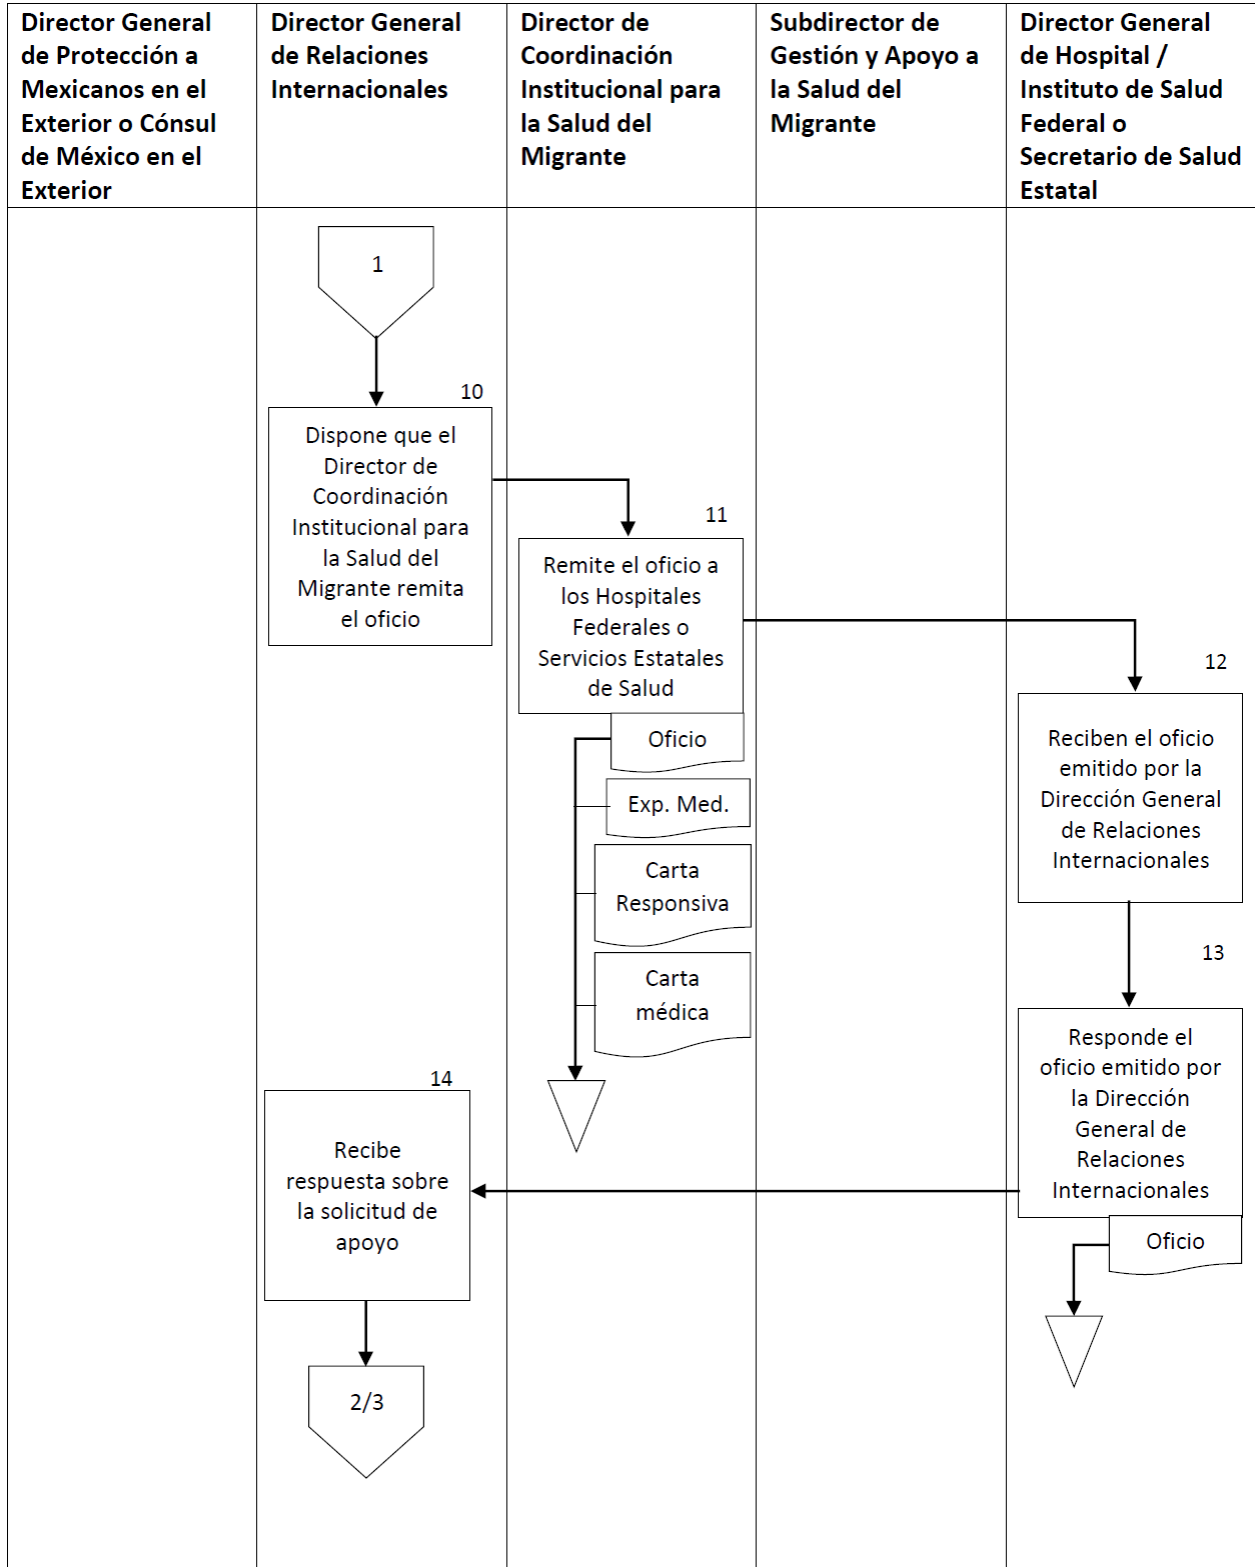 Director General
de Protección a
Mexicanos en el
Exterior o Cónsul
de México en el
Exterior
Director General
de Relaciones
Internacionales
Director de
Coordinación
Institucional para
la Salud del
Migrante
Subdirector de
Gestión y Apoyo a
la Salud del
Migrante
Director General
de Hospital /
Instituto de Salud
Federal o
Secretario de Salud
Estatal
1
10
Dispone que el
Director de
Coordinación
Institucional para
la Salud del
Migrante remita
el oficio
11
Remite el oficio a
los Hospitales
Federales o
Servicios Estatales
de Salud
Oficio
Exp. Med.
Carta
Responsiva
Carta
médica
12
Reciben el oficio
emitido por la
Dirección General
de Relaciones
Internacionales
13
Responde el
oficio emitido por
la Dirección
General de
Relaciones
Internacionales
Oficio
14
Recibe
respuesta sobre
la solicitud de
apoyo
2/3